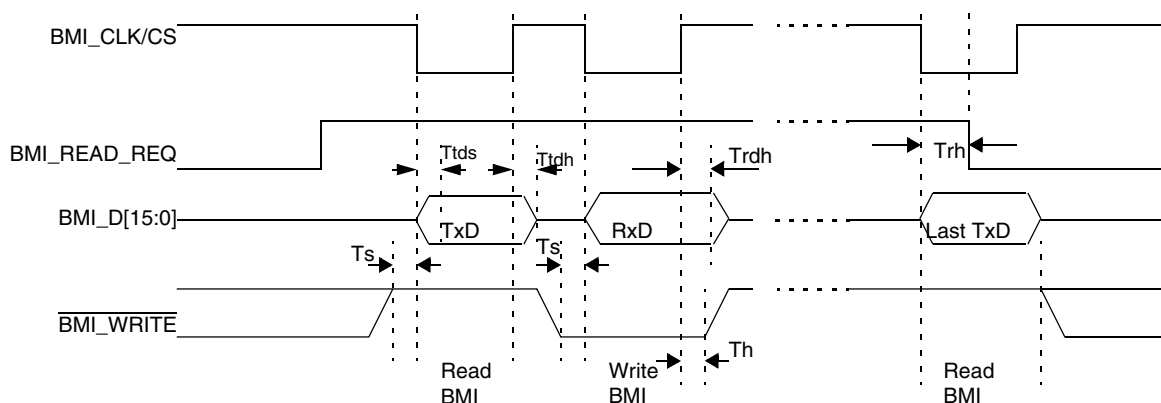 BMI_CLK/CS
BMI_READ_REQ
Ttds
Ttdh
Trdh
Trh
BMI_D[15:0]
TxD
RxD
Last TxD
Ts
Ts
BMI_WRITE
Th
Read
BMI
Write
BMI
Read
BMI